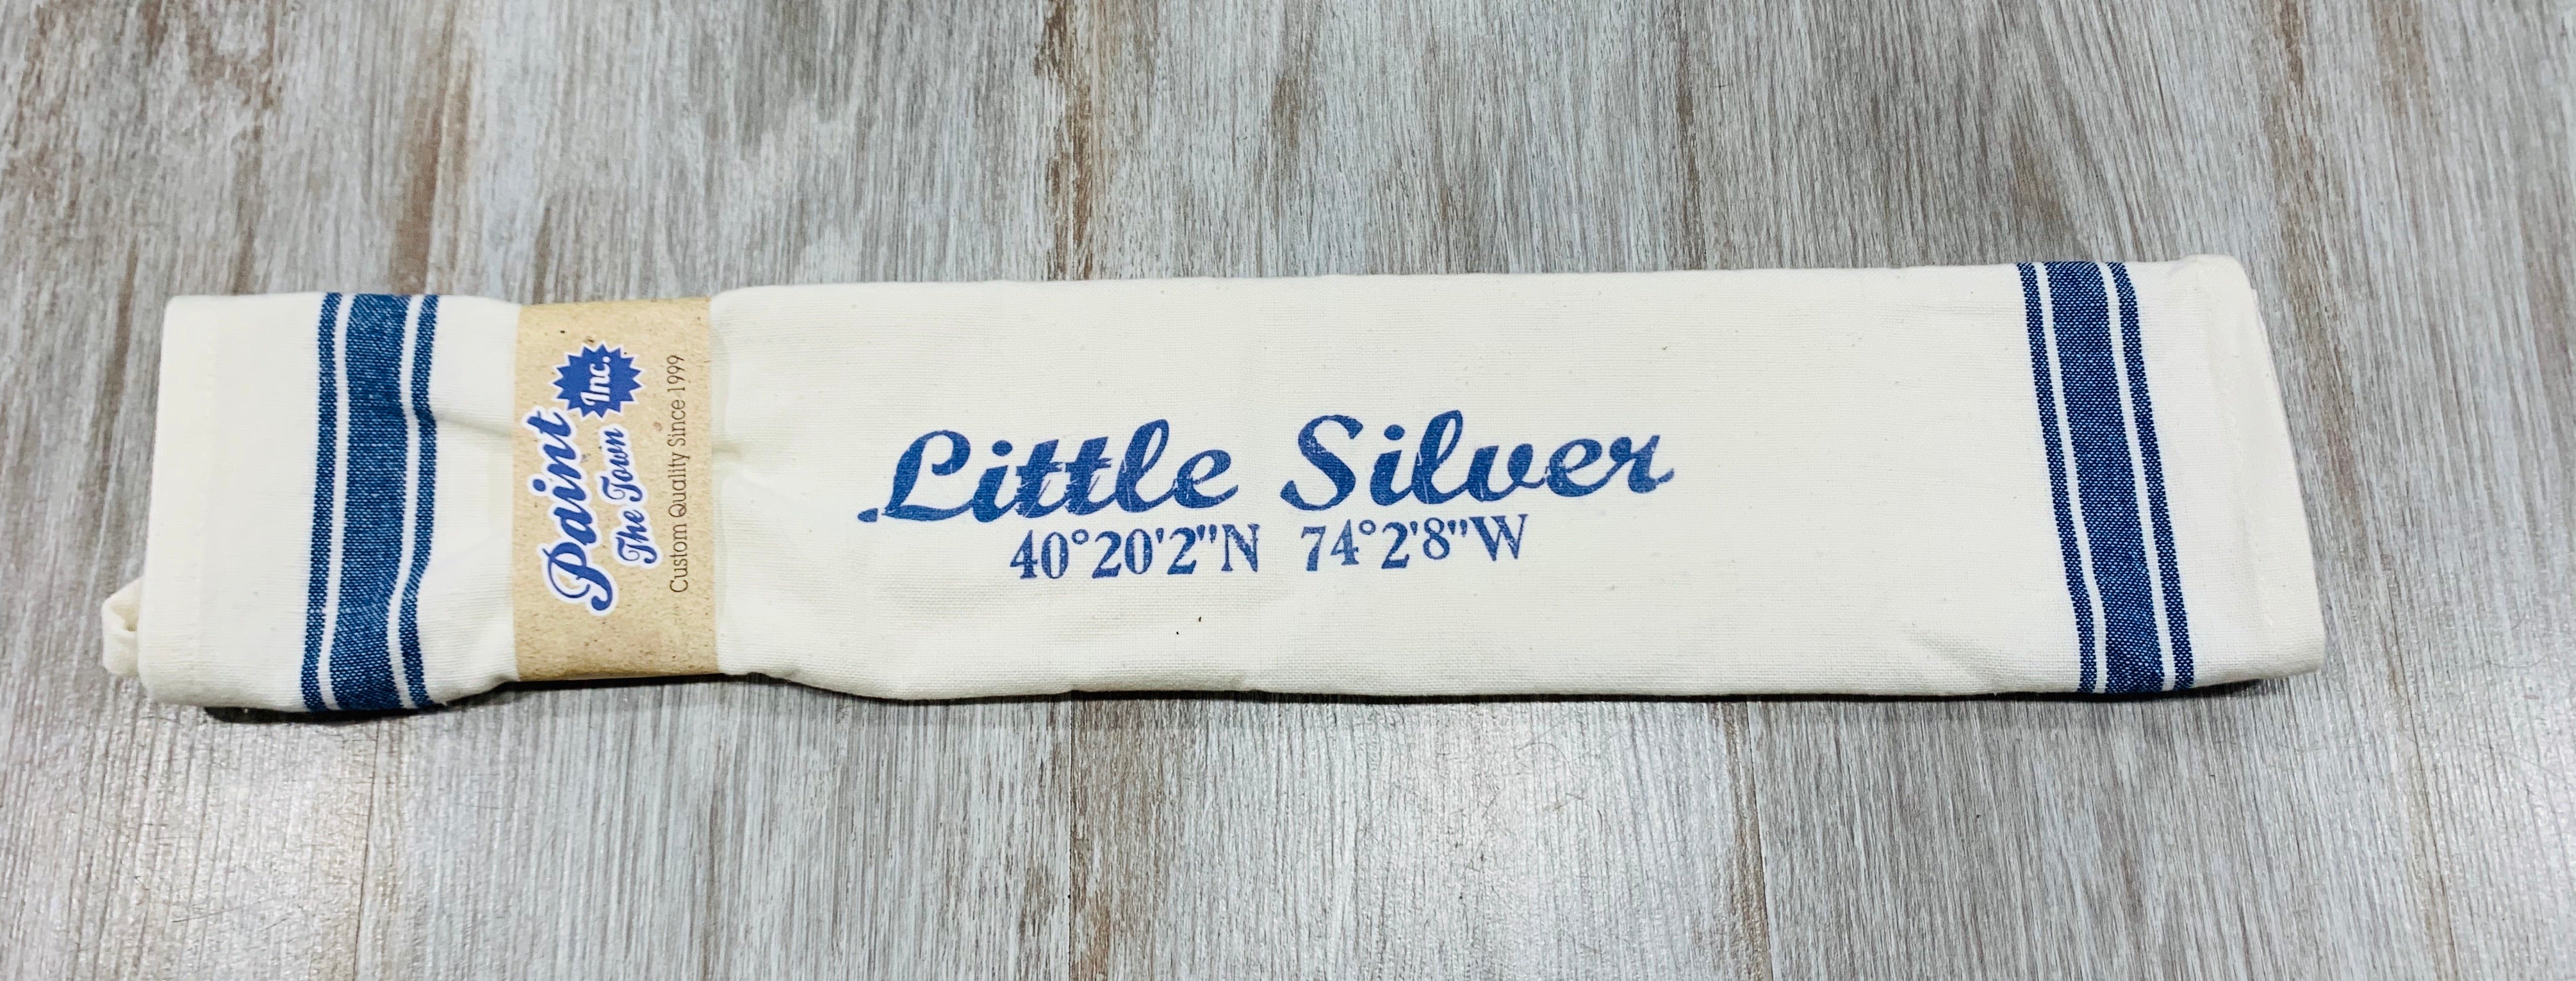 Paint
The Town
Inc.
Custom Quality Since 1999
Little Silver
40°20'2"N 74°2'8"W